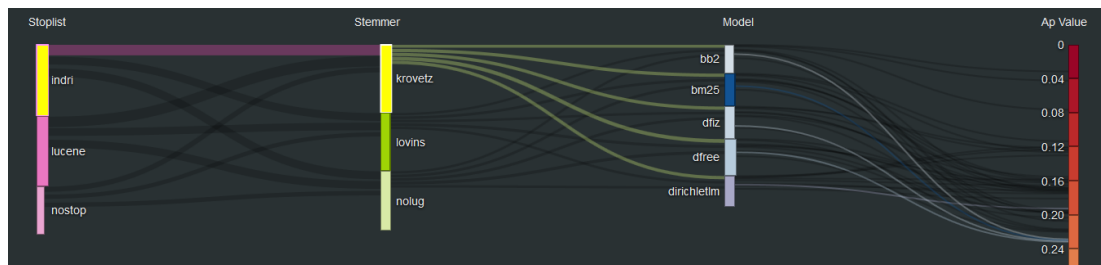 Stoplist Stemmer Model Ap Value
0
bb2
indri krovetz 0.04
bm25
0.08
dfiz
lovins 0.12
lucene dfree
0.16
dirichletlm
nolug
nostop 0.20
0.24